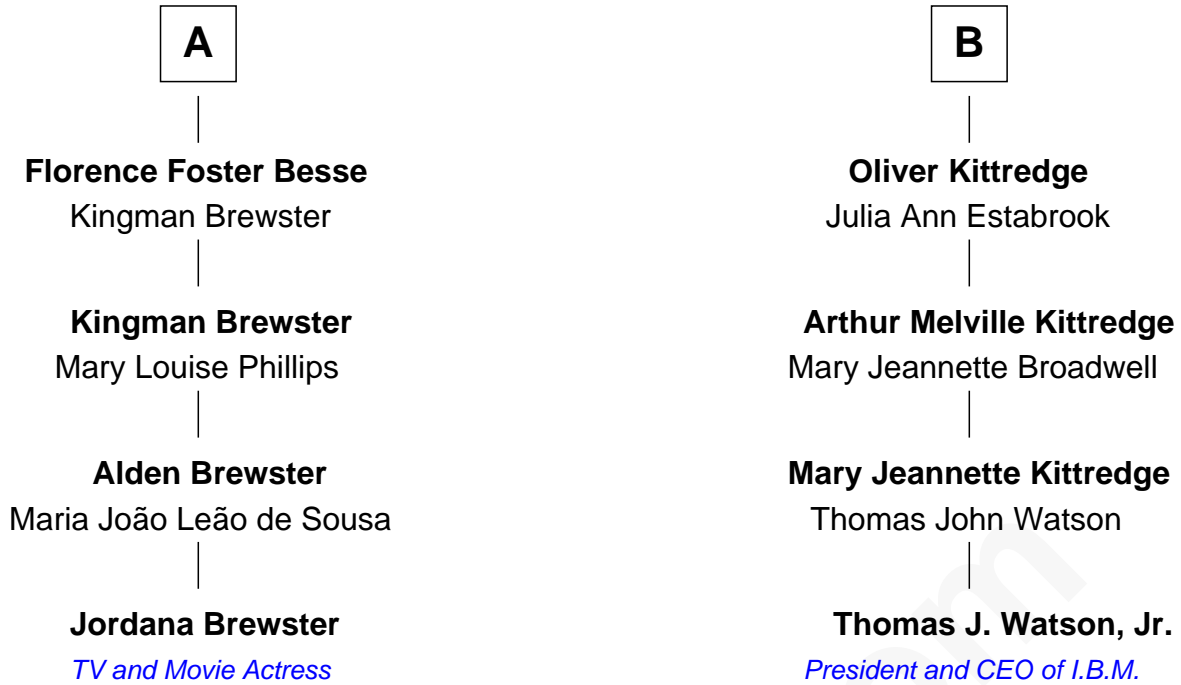 A
Florence Foster Besse
Kingman Brewster
Kingman Brewster
Mary Louise Phillips
Alden Brewster
Maria João Leão de Sousa
Jordana Brewster
TV and Movie Actress
B
Oliver Kittredge
Julia Ann Estabrook
Arthur Melville Kittredge
Mary Jeannette Broadwell
Mary Jeannette Kittredge
Thomas John Watson
Thomas J. Watson, Jr.
President and CEO of I.B.M.